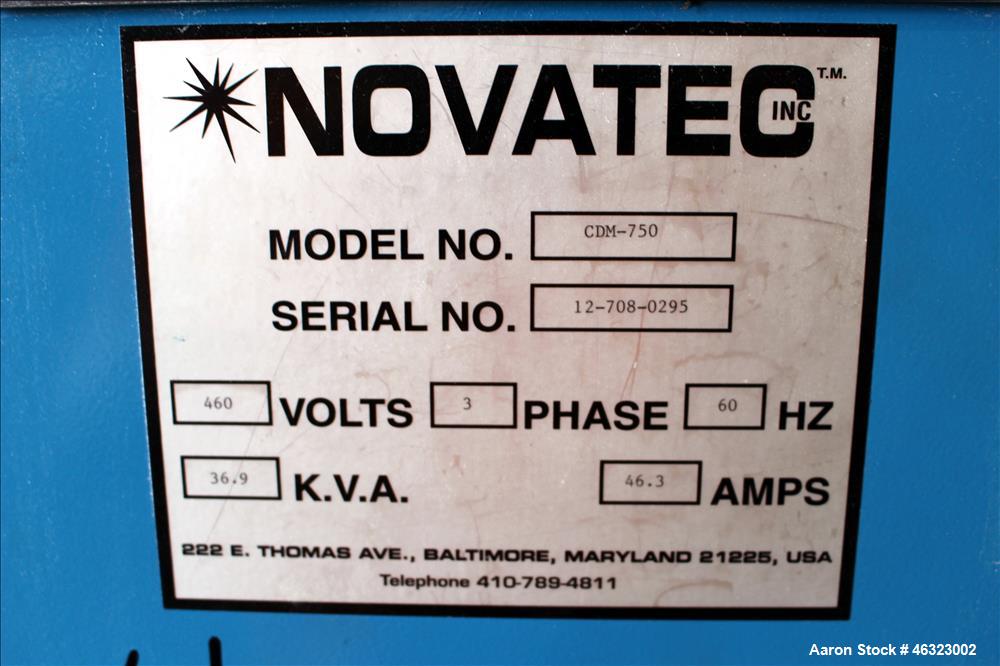 NOVATEC INC T.M.
MODEL NO. CDM-750
SERIAL NO. 12-708-0295
460 VOLTS 3 PHASE 60 HZ
36.9 K.V.A. 46.3 AMPS
222 E. THOMAS AVE., BALTIMORE, MARYLAND 21225, USA
Telephone 410-789-4811
Aaron Stock # 46323002